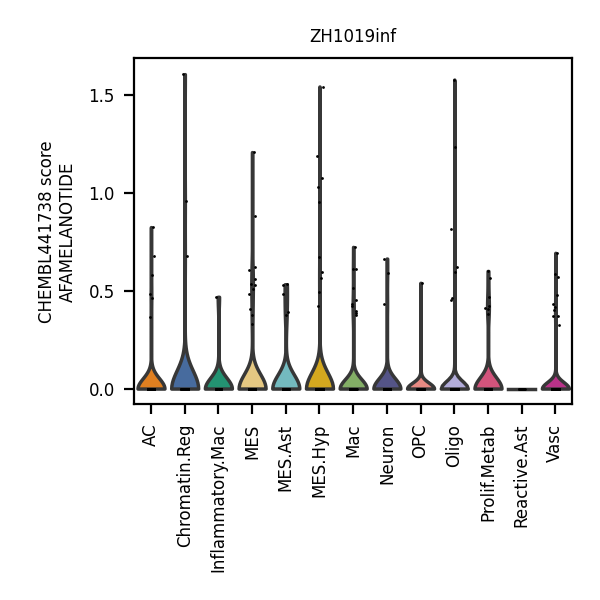 ZH1019inf
CHEMBL441738 score
AFAMELANOTIDE
1.5
1.0
0.5
0.0
AC
Chromatin.Reg
Inflammatory.Mac
MES
MES.Ast
MES.Hyp
Mac
Neuron
OPC
Oligo
Prolif.Metab
Reactive.Ast
Vasc